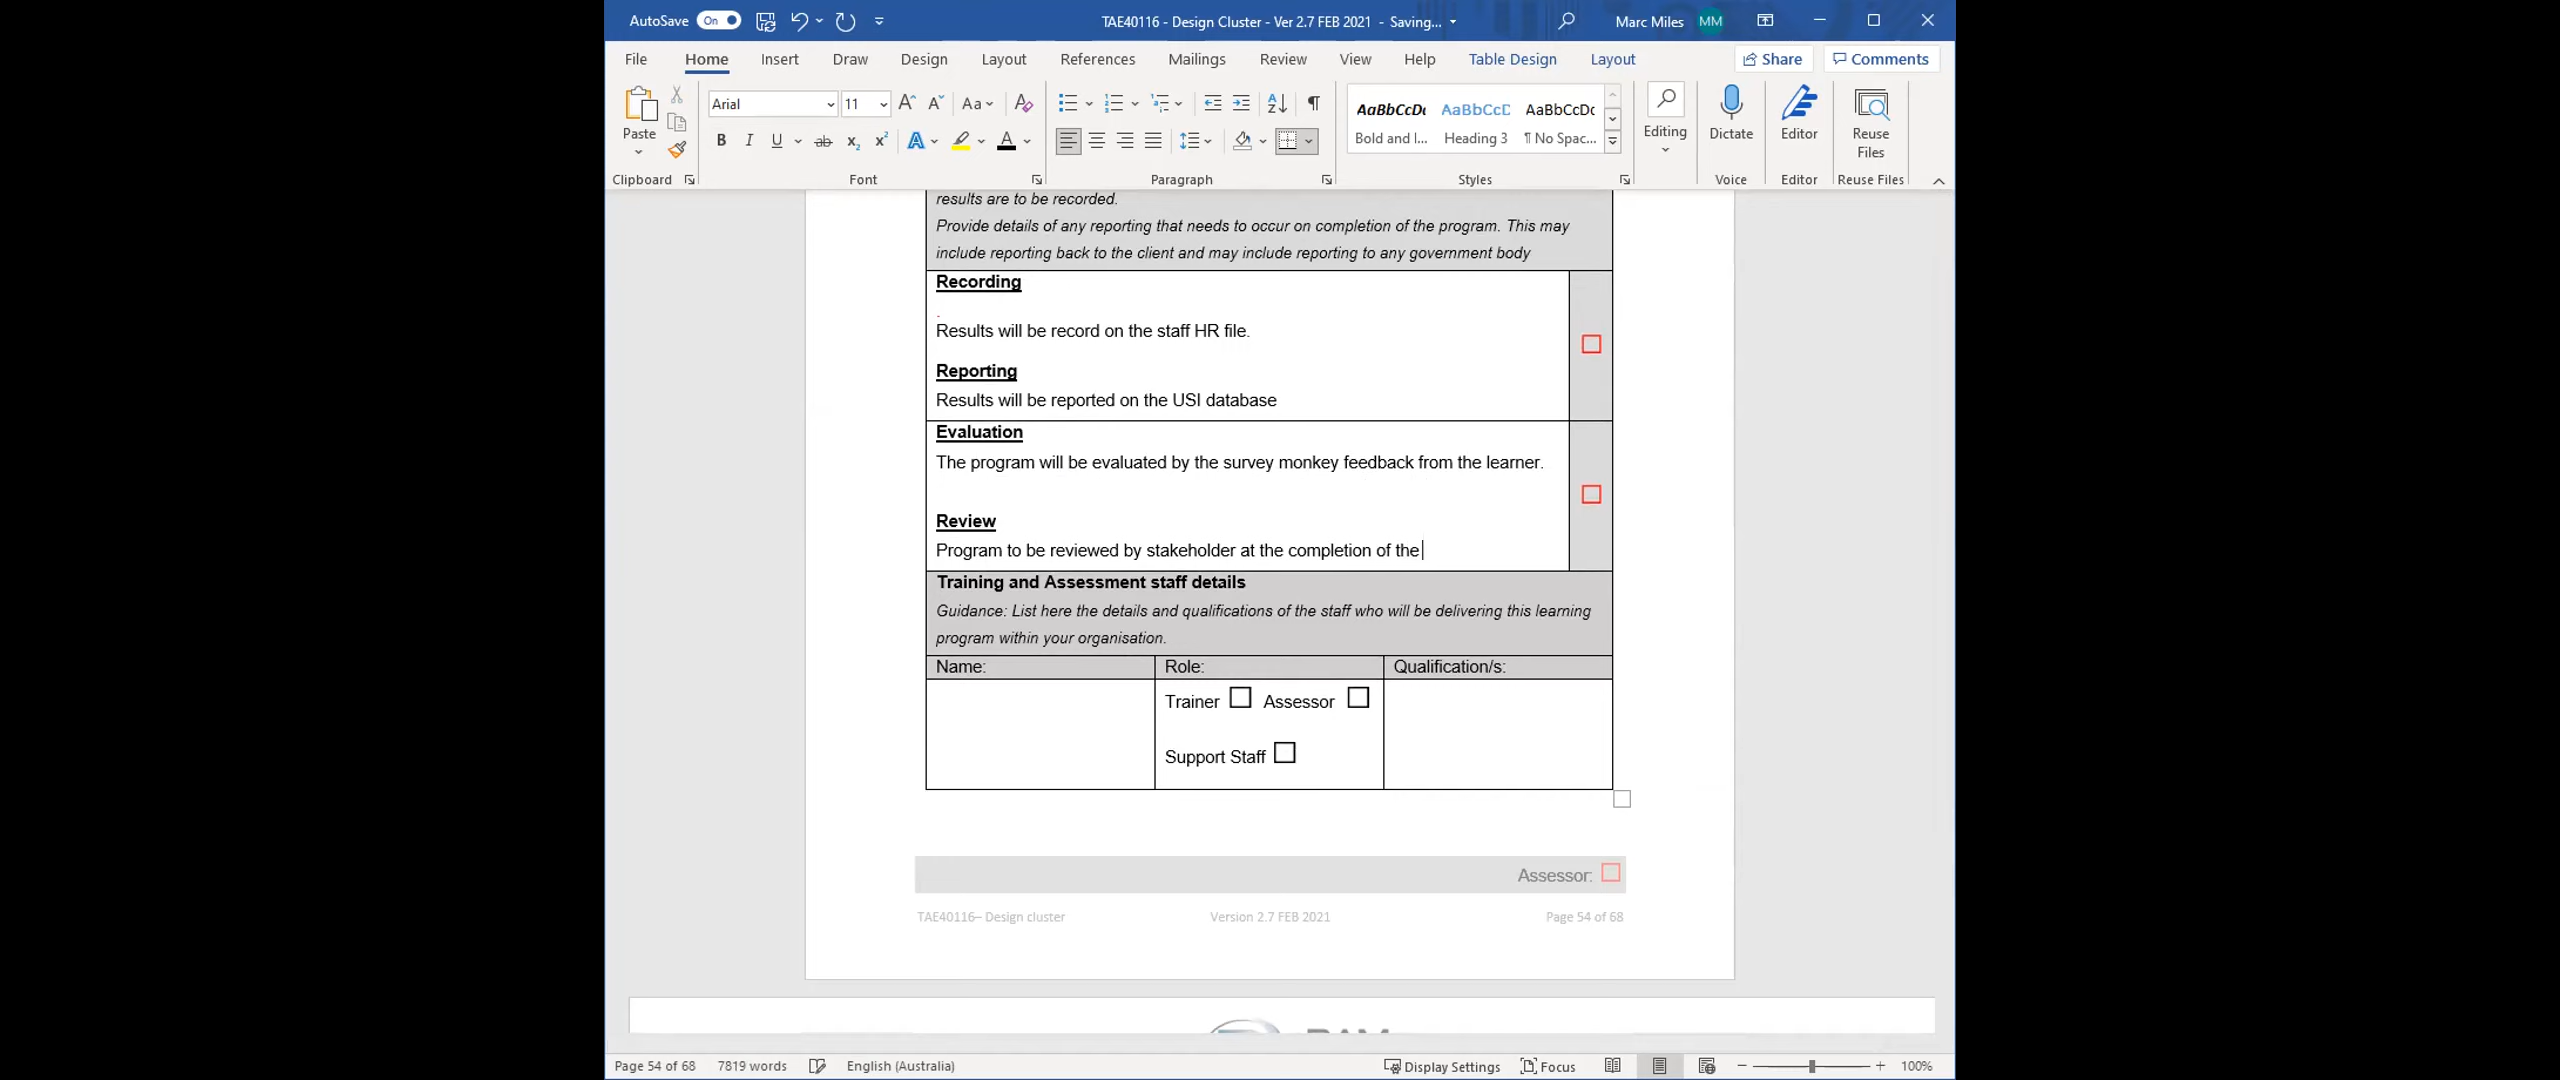 AutoSave On TAE40116 - Design Cluster - Ver 2.7 FEB 2021 - Saving... Marc Miles MM
File Home Insert Draw Design Layout References Mailings Review View Help Table Design Layout Share Comments
Paste Arial 11 Aa AaBbCcDc AaBbCcD AaBbCcDc
B I U ab x₂ x² A A Bold and I... Heading 3 ¶ No Spac... Editing Dictate Editor Reuse Files
Clipboard Font Paragraph Styles Voice Editor Reuse Files
results are to be recorded.
Provide details of any reporting that needs to occur on completion of the program. This may
include reporting back to the client and may include reporting to any government body
Recording
.
Results will be record on the staff HR file.
Reporting
Results will be reported on the USI database
Evaluation
The program will be evaluated by the survey monkey feedback from the learner.
Review
Program to be reviewed by stakeholder at the completion of the
Training and Assessment staff details
Guidance: List here the details and qualifications of the staff who will be delivering this learning
program within your organisation.
Name: Role: Qualification/s:
Trainer Assessor
Support Staff
Assessor:
TAE40116– Design cluster Version 2.7 FEB 2021 Page 54 of 68
Page 54 of 68 7819 words English (Australia) Display Settings Focus 100%